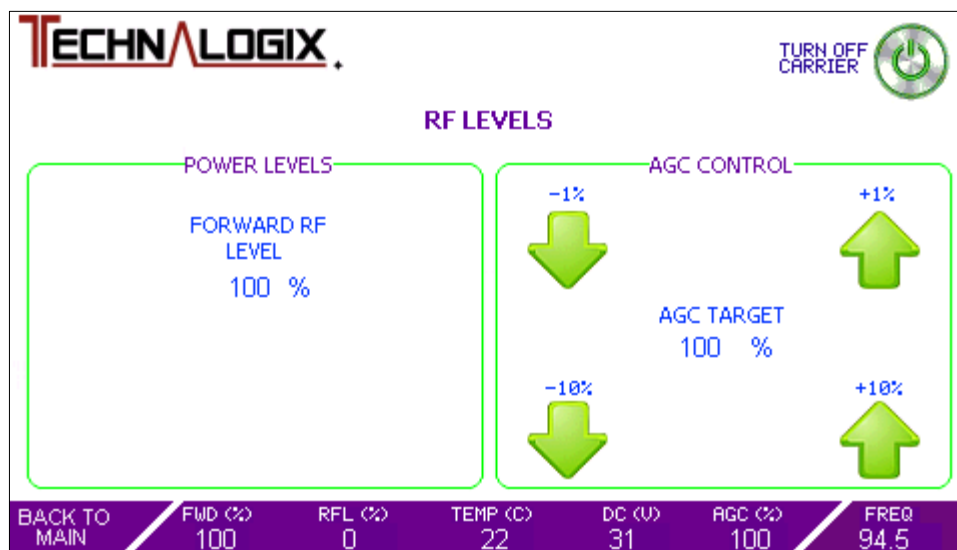 TECHNALOGIX.
TURN OFF
CARRIER
RF LEVELS
POWER LEVELS
FORWARD RF
LEVEL
100 %
AGC CONTROL
-1%
+1%
AGC TARGET
100 %
-10%
+10%
BACK TO
MAIN
FWD (%)
100
RFL (%)
0
TEMP (C)
22
DC (V)
31
AGC (%)
100
FREQ
94.5